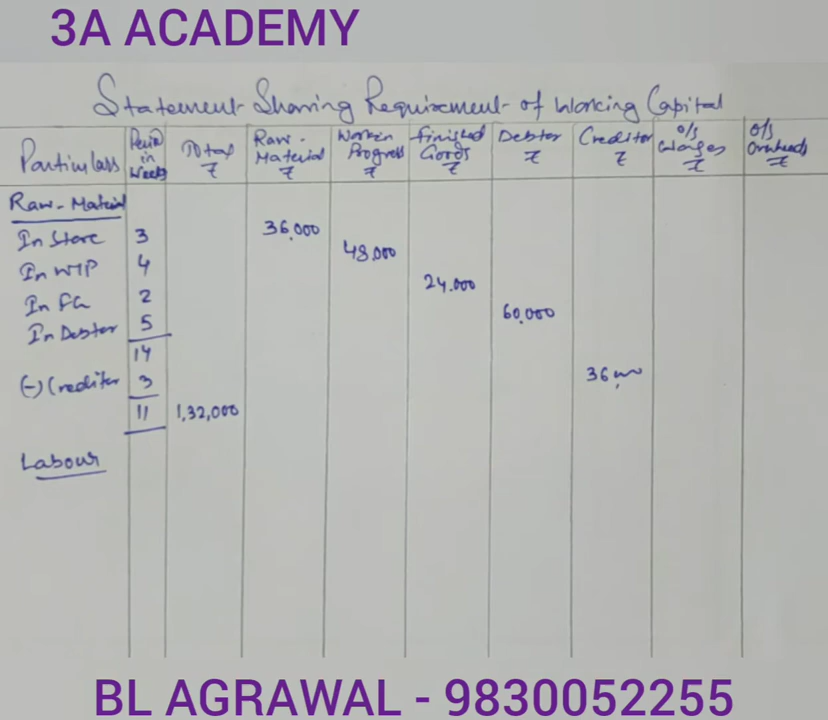 3A ACADEMY
Statement Showing Requirement of Working Capital
Particulars Period in Weeks Total ₹ Raw-Material ₹ Work in Progress ₹ Finished Goods ₹ Debtor ₹ Creditor ₹ o/s Wages ₹ o/s Overheads ₹
Raw-Material
In Store 3 36,000
In WIP 4 48,000
In FG 2 24,000
In Debtor 5 60,000
14
(-) Creditor 3 36,000
11 1,32,000
Labour
BL AGRAWAL - 9830052255